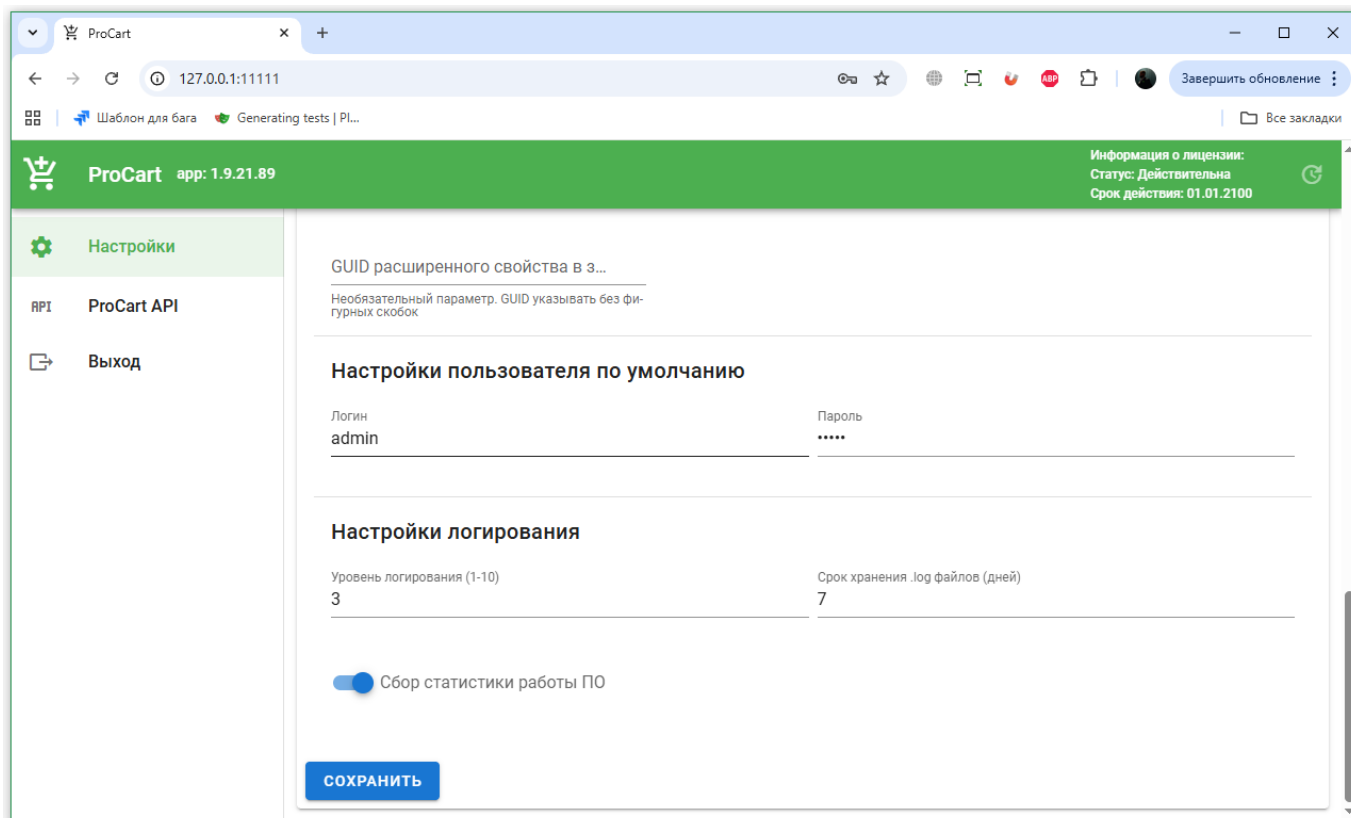 ProCart
127.0.0.1:11111
ABP
Завершить обновление
Шаблон для бага
Generating tests | Pl...
Все закладки
ProCart app: 1.9.21.89
Информация о лицензии:
Статус: Действительна
Срок действия: 01.01.2100
Настройки
API ProCart API
Выход
GUID расширенного свойства в з...
Необязательный параметр. GUID указывать без фи-
гурных скобок
Настройки пользователя по умолчанию
Логин
admin
Пароль
•••••
Настройки логирования
Уровень логирования (1-10)
3
Срок хранения .log файлов (дней)
7
Сбор статистики работы ПО
СОХРАНИТЬ